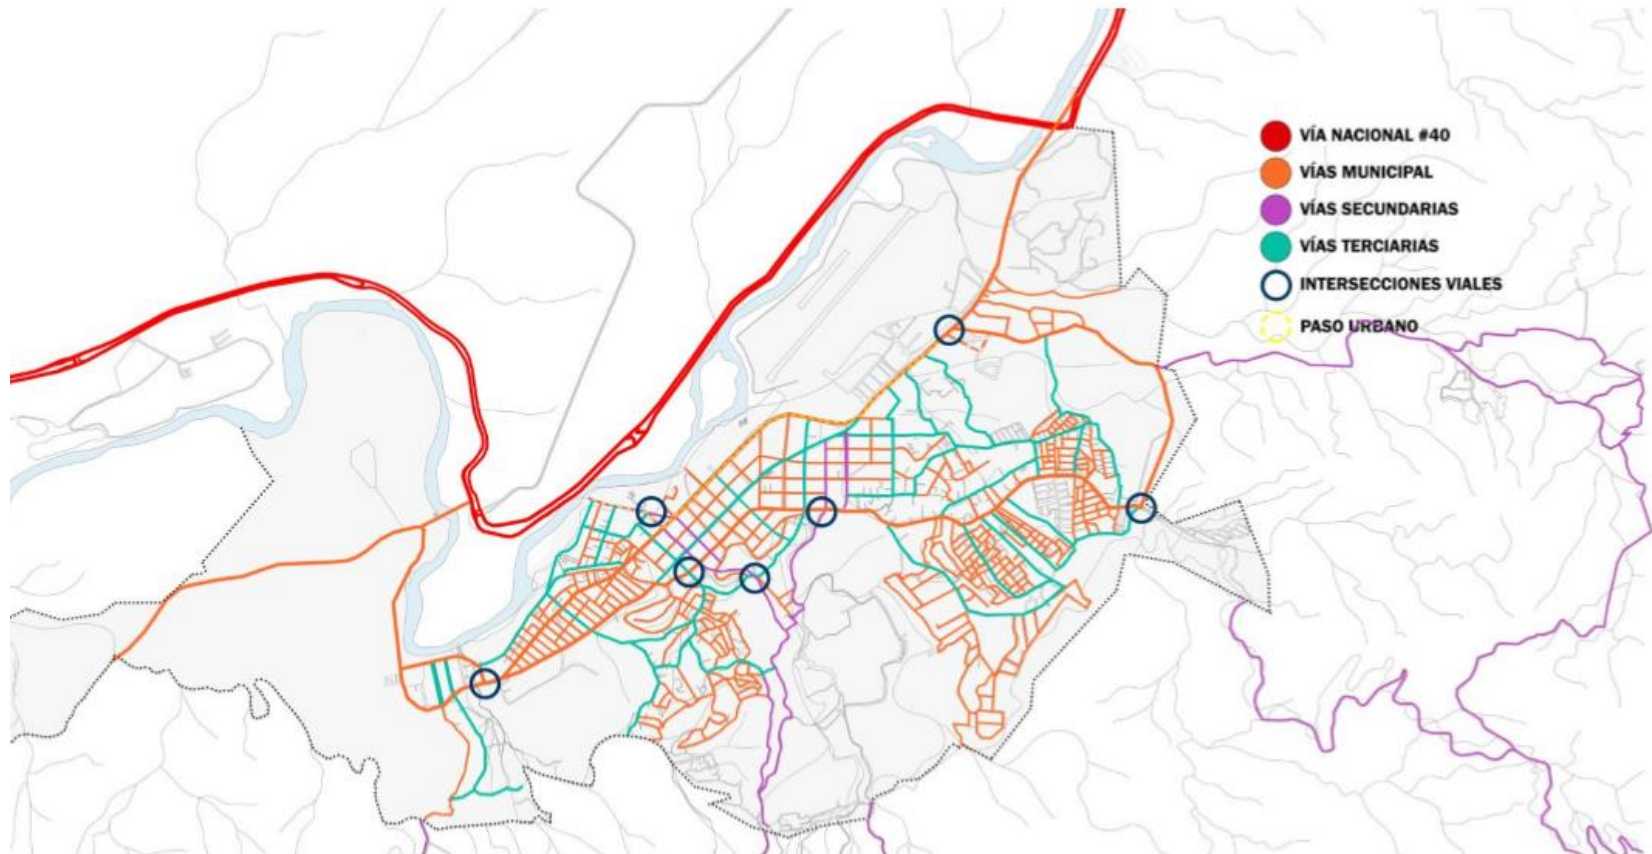 VÍA NACIONAL #40
VÍAS MUNICIPAL
VÍAS SECUNDARIAS
VÍAS TERCIARIAS
INTERSECCIONES VIALES
PASO URBANO